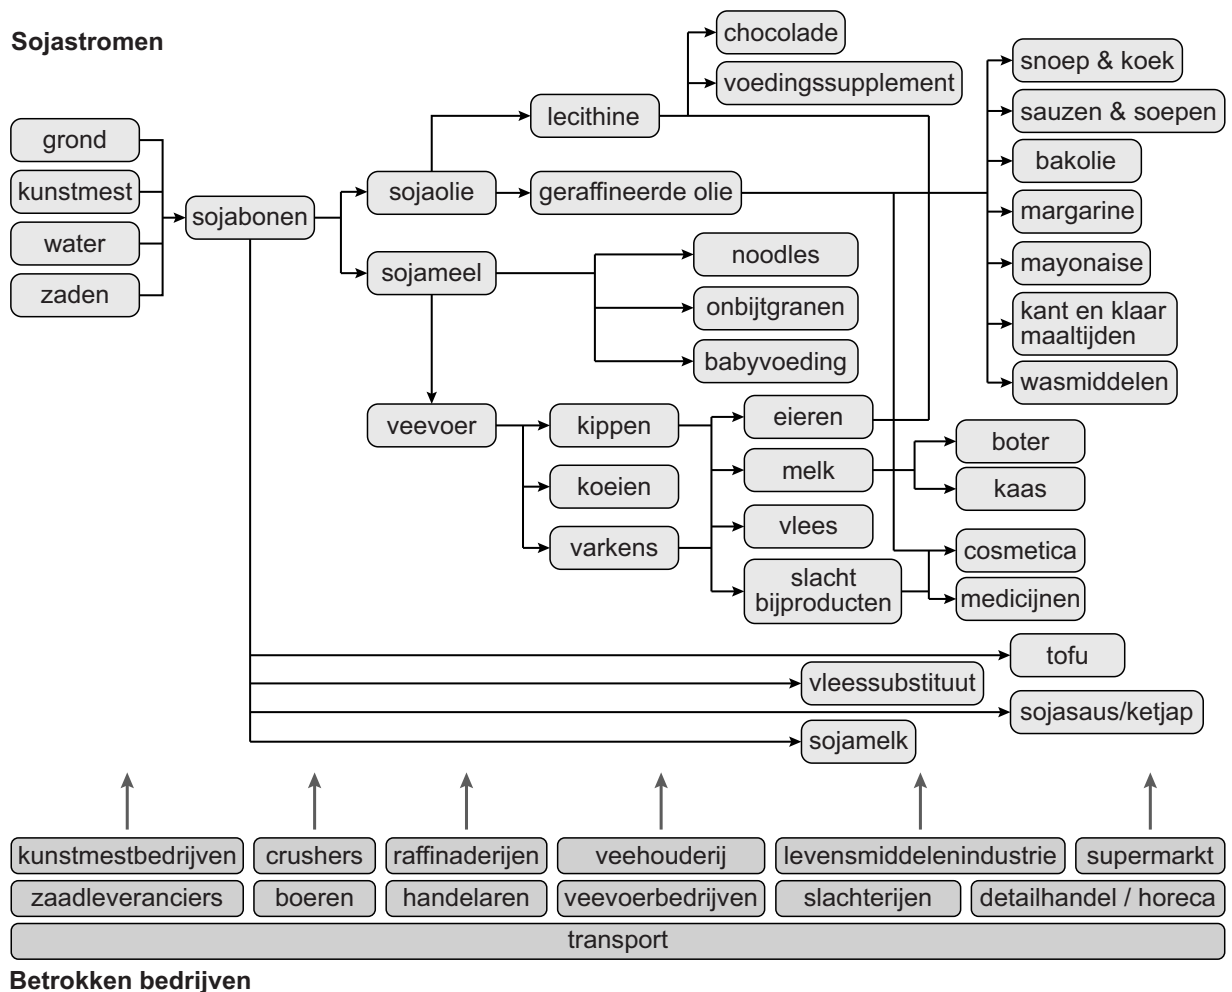 Sojastromen
grond
kunstmest
water
zaden
sojabonen
sojaolie
sojameel
veevoer
lecithine
geraffineerde olie
chocolade
voedingssupplement
noodles
onbijtgranen
babyvoeding
kippen
koeien
varkens
eieren
melk
vlees
slacht
bijproducten
snoep & koek
sauzen & soepen
bakolie
margarine
mayonaise
kant en klaar
maaltijden
wasmiddelen
boter
kaas
cosmetica
medicijnen
tofu
vleessubstituut
sojasaus/ketjap
sojamelk
kunstmestbedrijven
crushers
raffinaderijen
veehouderij
levensmiddelenindustrie
supermarkt
zaadleveranciers
boeren
handelaren
veevoerbedrijven
slachterijen
detailhandel / horeca
transport
Betrokken bedrijven